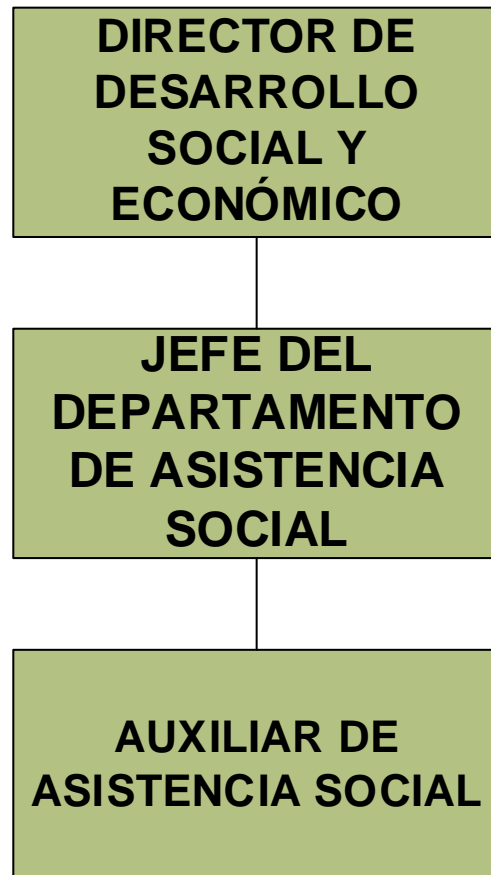 DIRECTOR DE
DESARROLLO
SOCIAL Y
ECONÓMICO
JEFE DEL
DEPARTAMENTO
DE ASISTENCIA
SOCIAL
AUXILIAR DE
ASISTENCIA SOCIAL